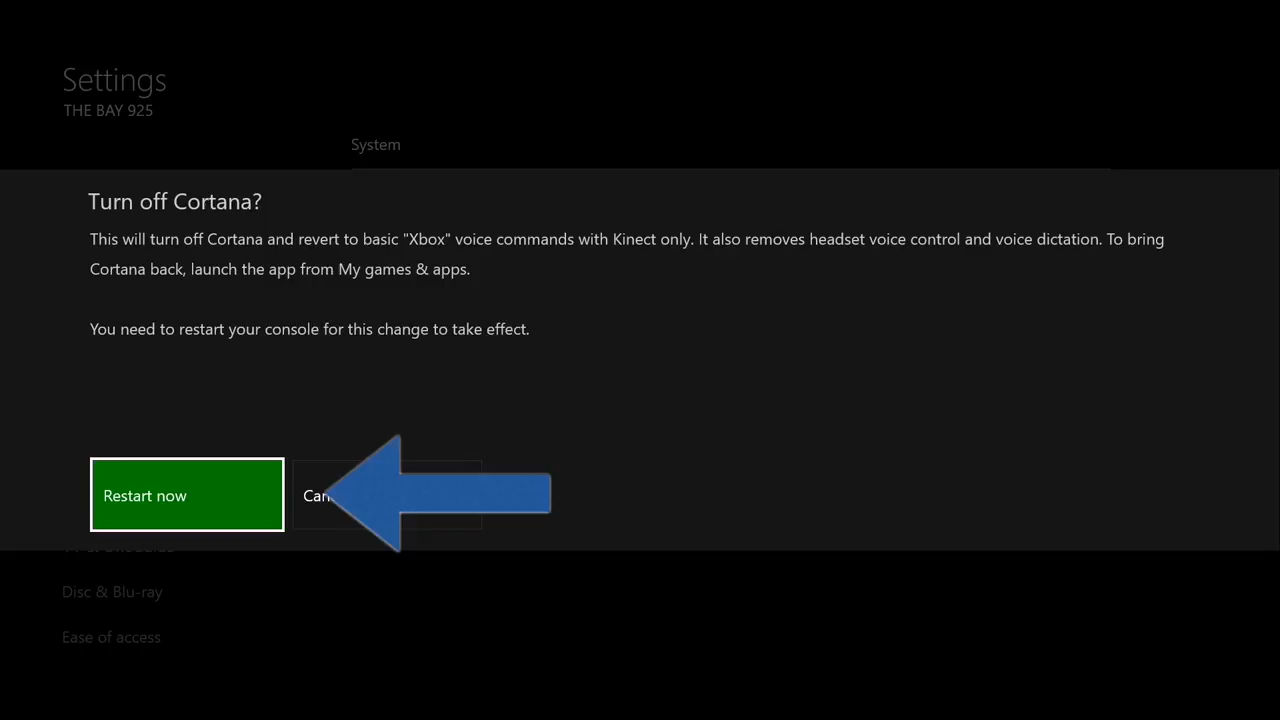 Settings
THE BAY 925
System
Turn off Cortana?
This will turn off Cortana and revert to basic "Xbox" voice commands with Kinect only. It also removes headset voice control and voice dictation. To bring
Cortana back, launch the app from My games & apps.
You need to restart your console for this change to take effect.
Restart now
Can
Disc & Blu-ray
Ease of access